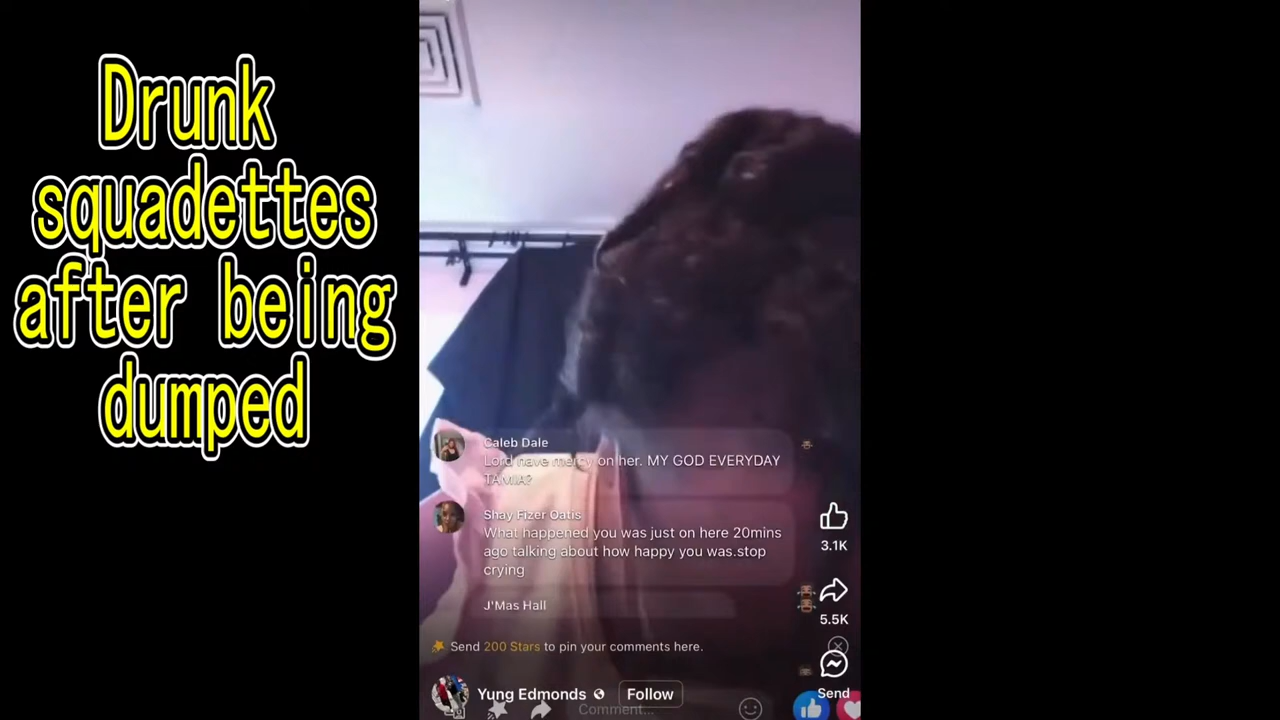 Drunk
squadettes
after being
dumped
Caleb Dale
Lord have mercy on her. MY GOD EVERYDAY
TAMIA?
Shay Fizer Oatis
What happened you was just on here 20mins
ago talking about how happy you was.stop
crying
J'Mas Hall
3.1K
5.5K
Send 200 Stars to pin your comments here.
Yung Edmonds
Follow
Send
Comment...